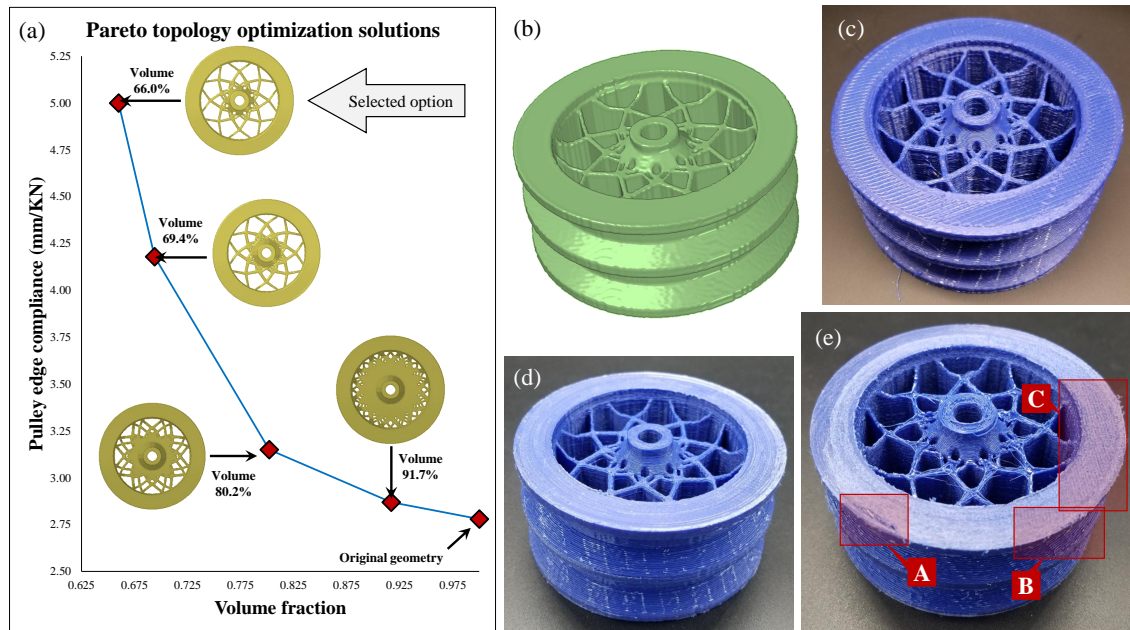 (a)
Pareto topology optimization solutions
Pulley edge compliance (mm/KN)
5.25
5.00
4.75
4.50
4.25
4.00
3.75
3.50
3.25
3.00
2.75
2.50
0.625
0.675
0.725
0.775
0.825
0.875
0.925
0.975
Volume fraction
Volume
66.0%
Selected option
Volume
69.4%
Volume
80.2%
Volume
91.7%
Original geometry
(b)
(c)
(d)
(e)
A
B
C